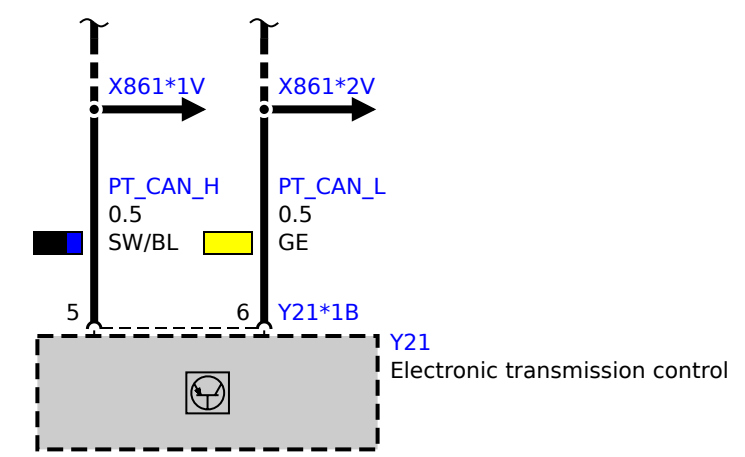 X861*1V
X861*2V
PT_CAN_H
0.5
SW/BL
PT_CAN_L
0.5
GE
5
6
Y21*1B
Y21
Electronic transmission control